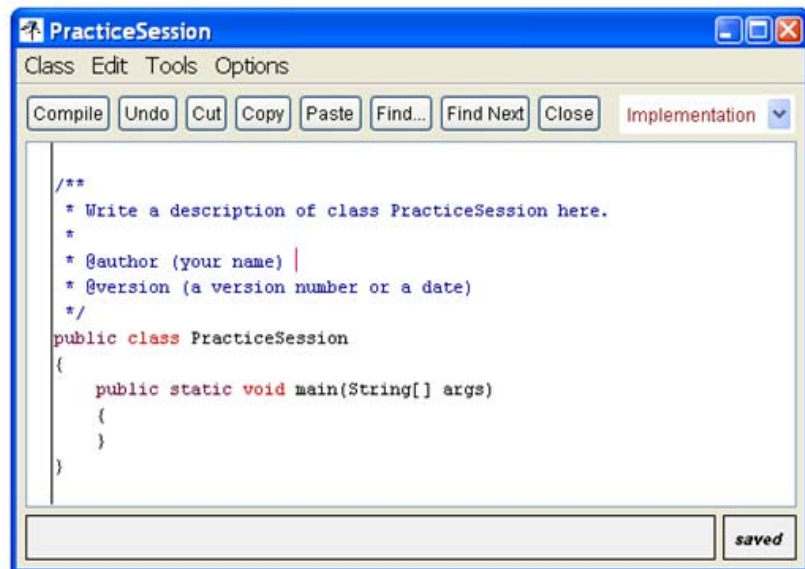 PracticeSession
Class Edit Tools Options
Compile Undo Cut Copy Paste Find... Find Next Close Implementation
/**
 * Write a description of class PracticeSession here.
 *
 * @author (your name)
 * @version (a version number or a date)
 */
public class PracticeSession
{
    public static void main(String[] args)
    {
    }
}
saved